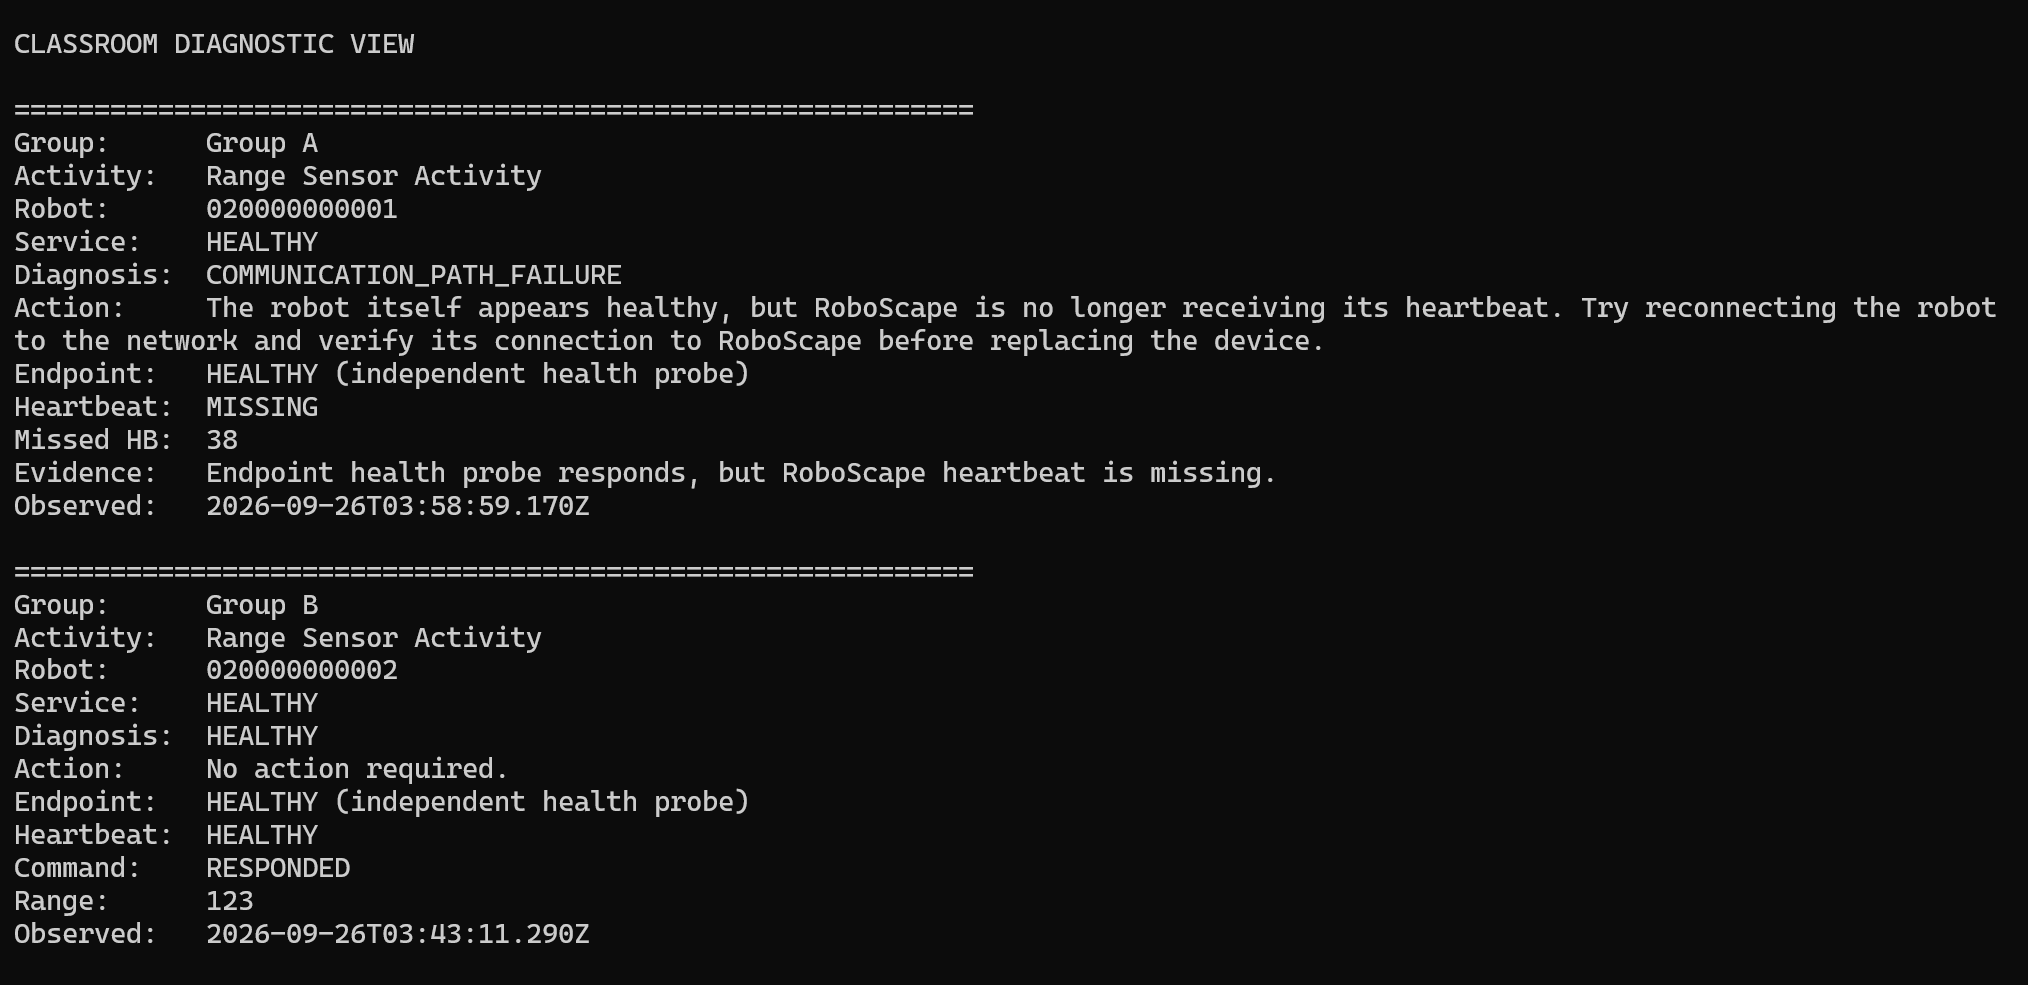 CLASSROOM DIAGNOSTIC VIEW
============================================================
Group:      Group A
Activity:   Range Sensor Activity
Robot:      020000000001
Service:    HEALTHY
Diagnosis:  COMMUNICATION_PATH_FAILURE
Action:     The robot itself appears healthy, but RoboScape is no longer receiving its heartbeat. Try reconnecting the robot
to the network and verify its connection to RoboScape before replacing the device.
Endpoint:   HEALTHY (independent health probe)
Heartbeat:  MISSING
Missed HB:  38
Evidence:   Endpoint health probe responds, but RoboScape heartbeat is missing.
Observed:   2026-09-26T03:58:59.170Z
============================================================
Group:      Group B
Activity:   Range Sensor Activity
Robot:      020000000002
Service:    HEALTHY
Diagnosis:  HEALTHY
Action:     No action required.
Endpoint:   HEALTHY (independent health probe)
Heartbeat:  HEALTHY
Command:    RESPONDED
Range:      123
Observed:   2026-09-26T03:43:11.290Z